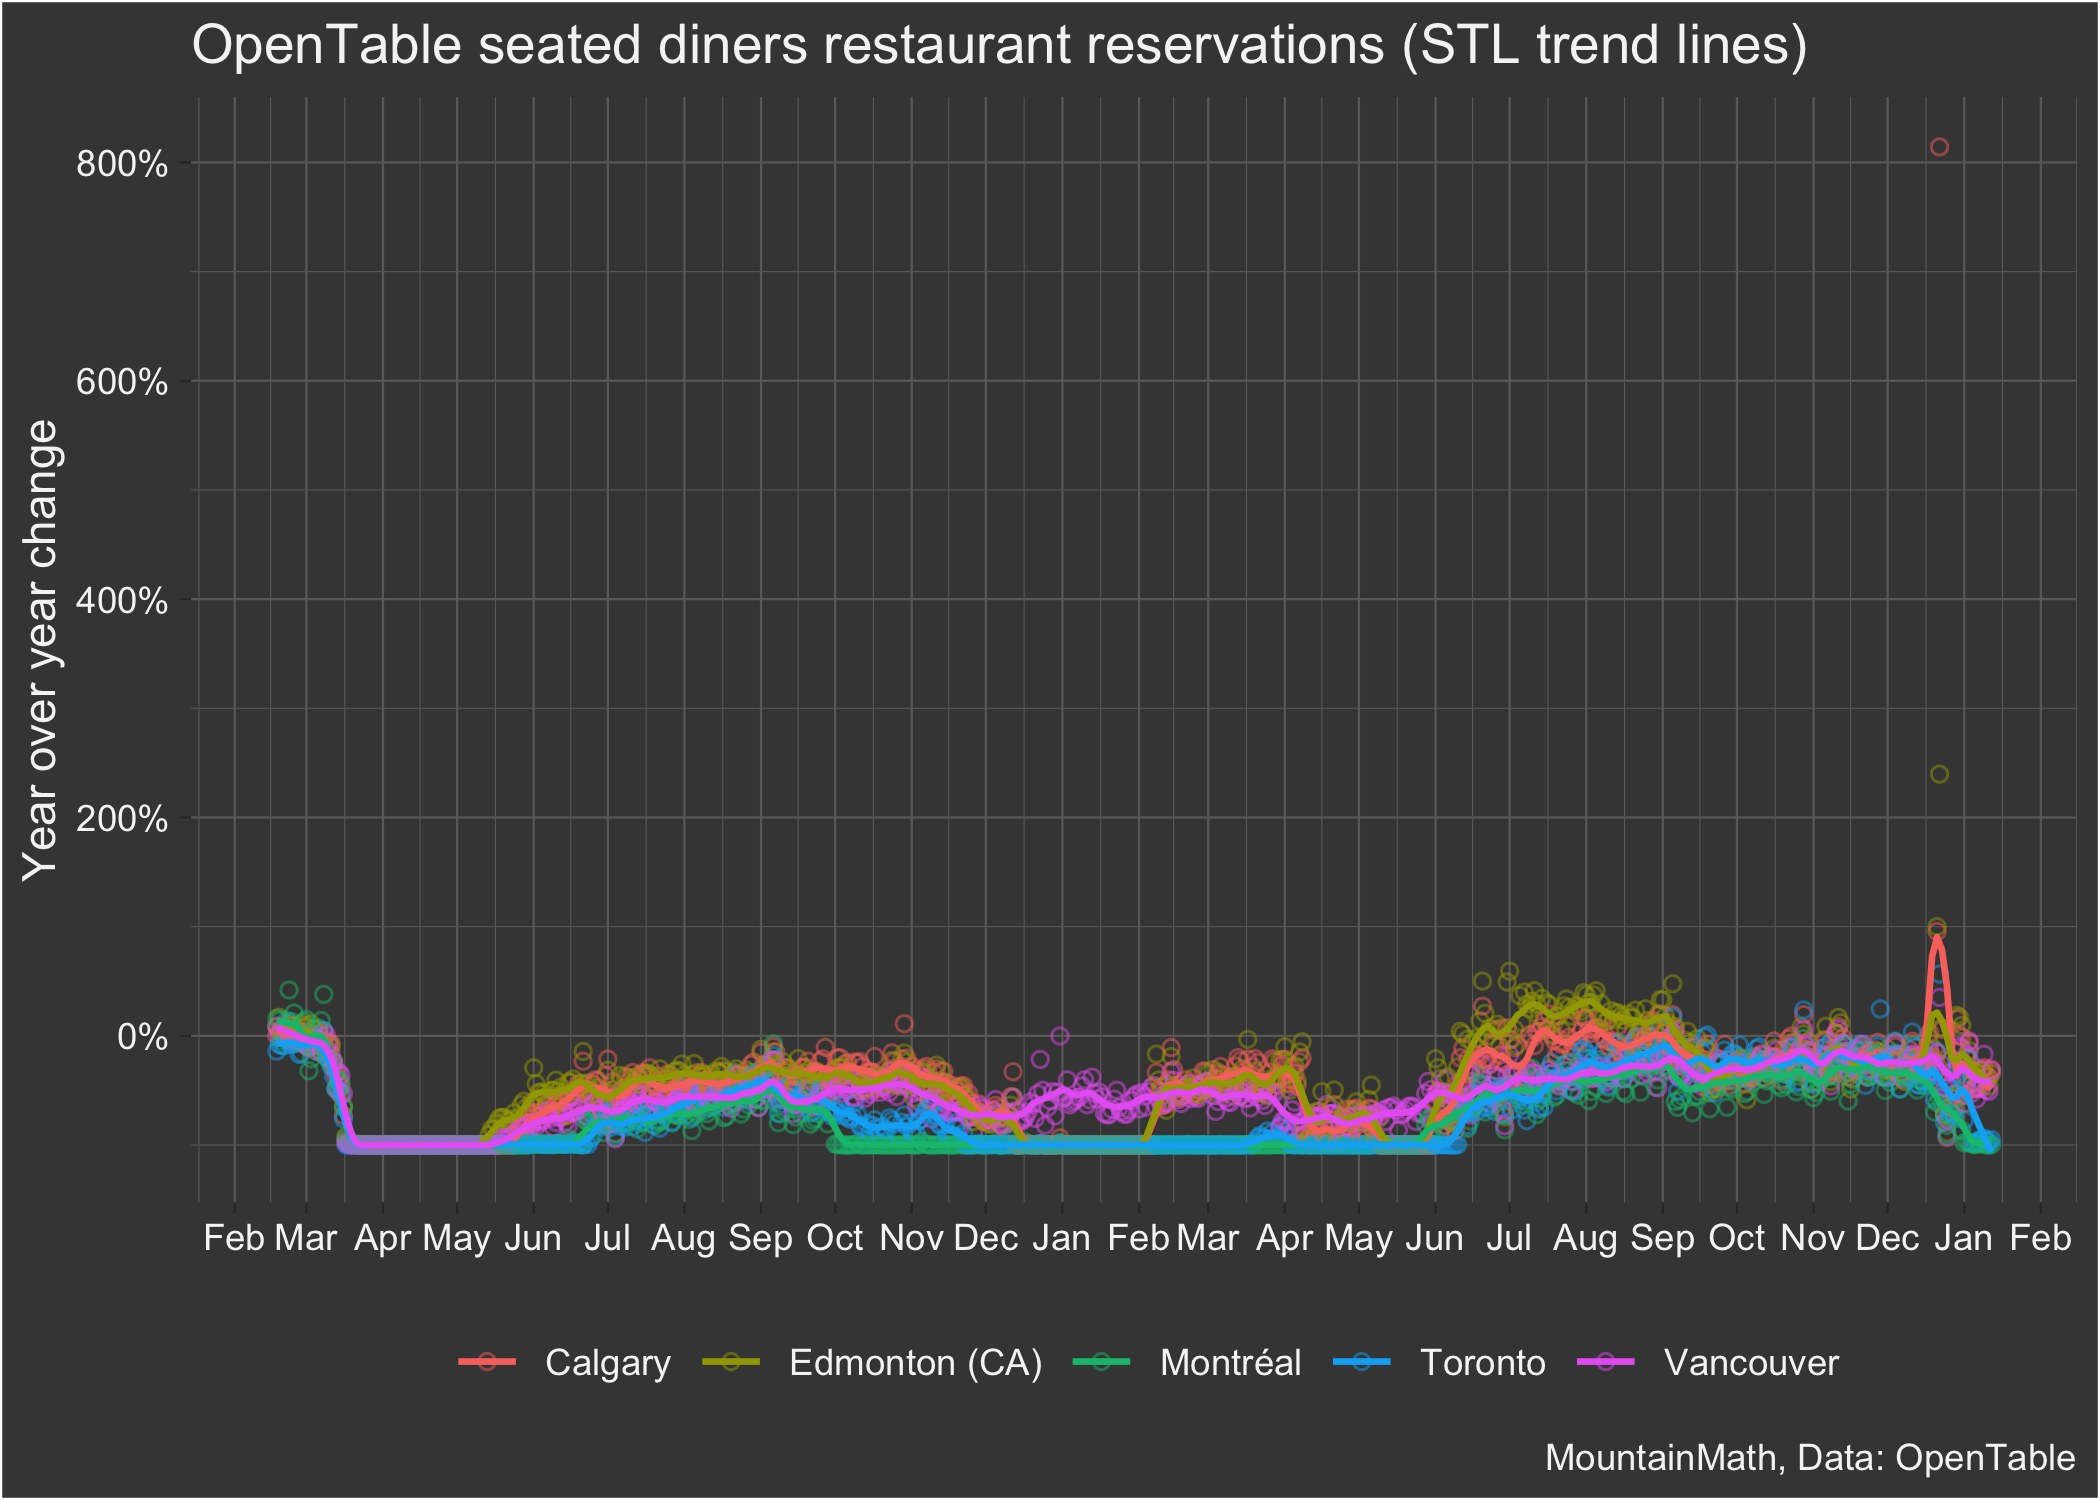 OpenTable seated diners restaurant reservations (STL trend lines)
Year over year change
800%
600%
400%
200%
0%
Feb Mar Apr May Jun Jul Aug Sep Oct Nov Dec Jan Feb Mar Apr May Jun Jul Aug Sep Oct Nov Dec Jan Feb
Calgary Edmonton (CA) Montréal Toronto Vancouver
MountainMath, Data: OpenTable